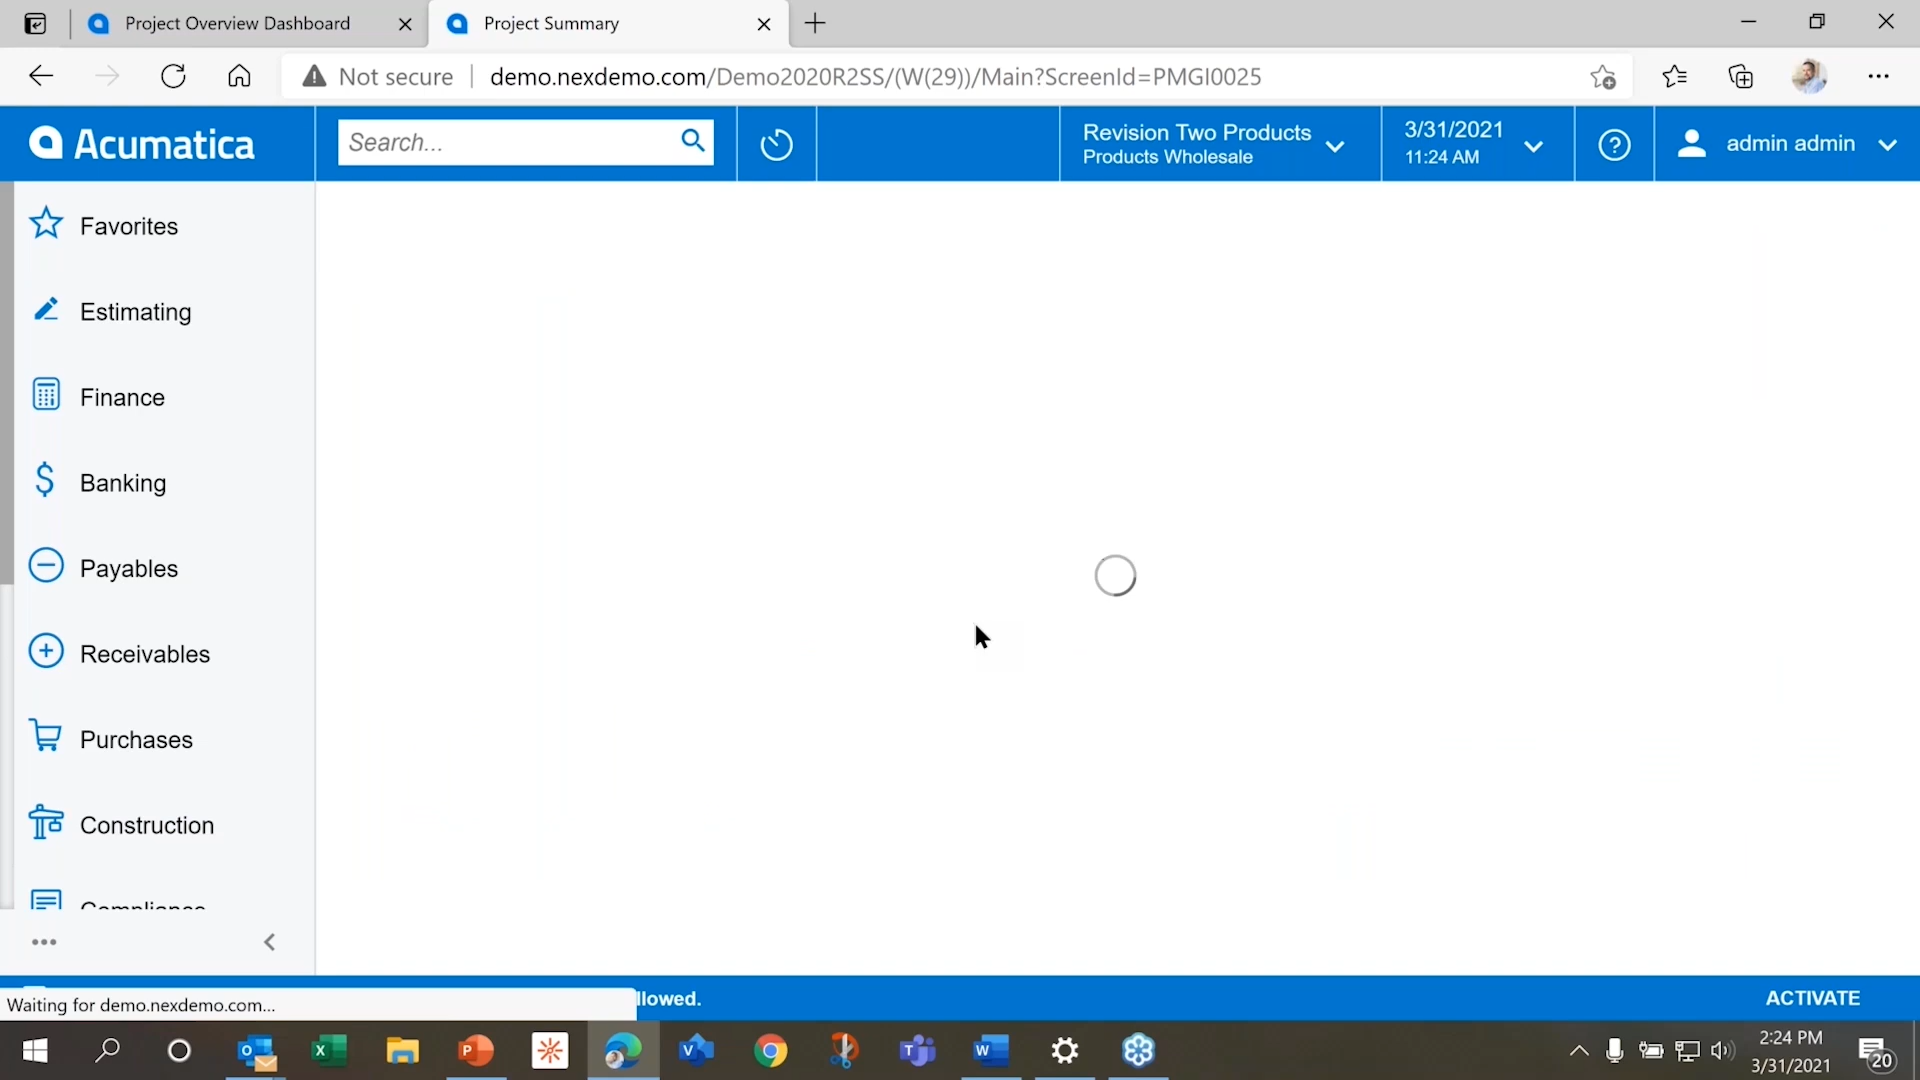 Project Overview Dashboard
Project Summary
Not secure
demo.nexdemo.com/Demo2020R2SS/(W(29))/Main?ScreenId=PMGI0025
Acumatica
Search...
Revision Two Products
Products Wholesale
3/31/2021
11:24 AM
admin admin
Favorites
Estimating
Finance
Banking
Payables
Receivables
Purchases
Construction
Compliance
llowed.
ACTIVATE
Waiting for demo.nexdemo.com...
2:24 PM
3/31/2021
20